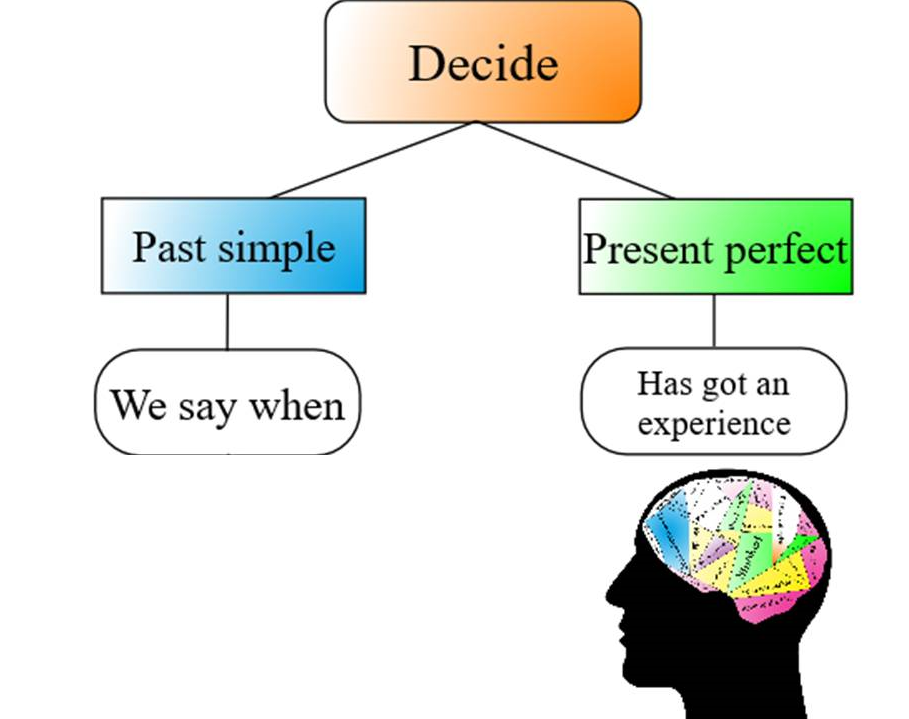 Decide
Past simple
Present perfect
We say when
Has got an
experience